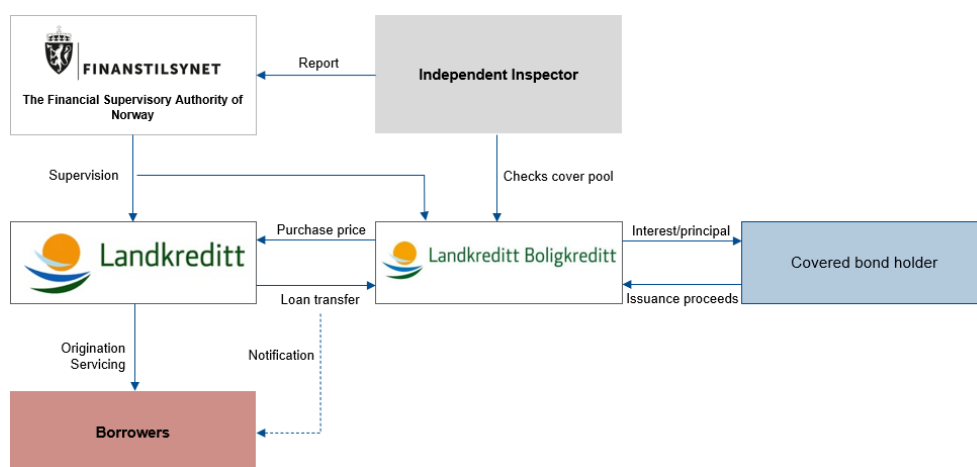 FINANSTILSYNET
The Financial Supervisory Authority of
Norway
Report
Independent Inspector
Supervision
Checks cover pool
Landkreditt
Purchase price
Landkreditt Boligkreditt
Interest/principal
Covered bond holder
Loan transfer
Issuance proceeds
Origination
Servicing
Notification
Borrowers